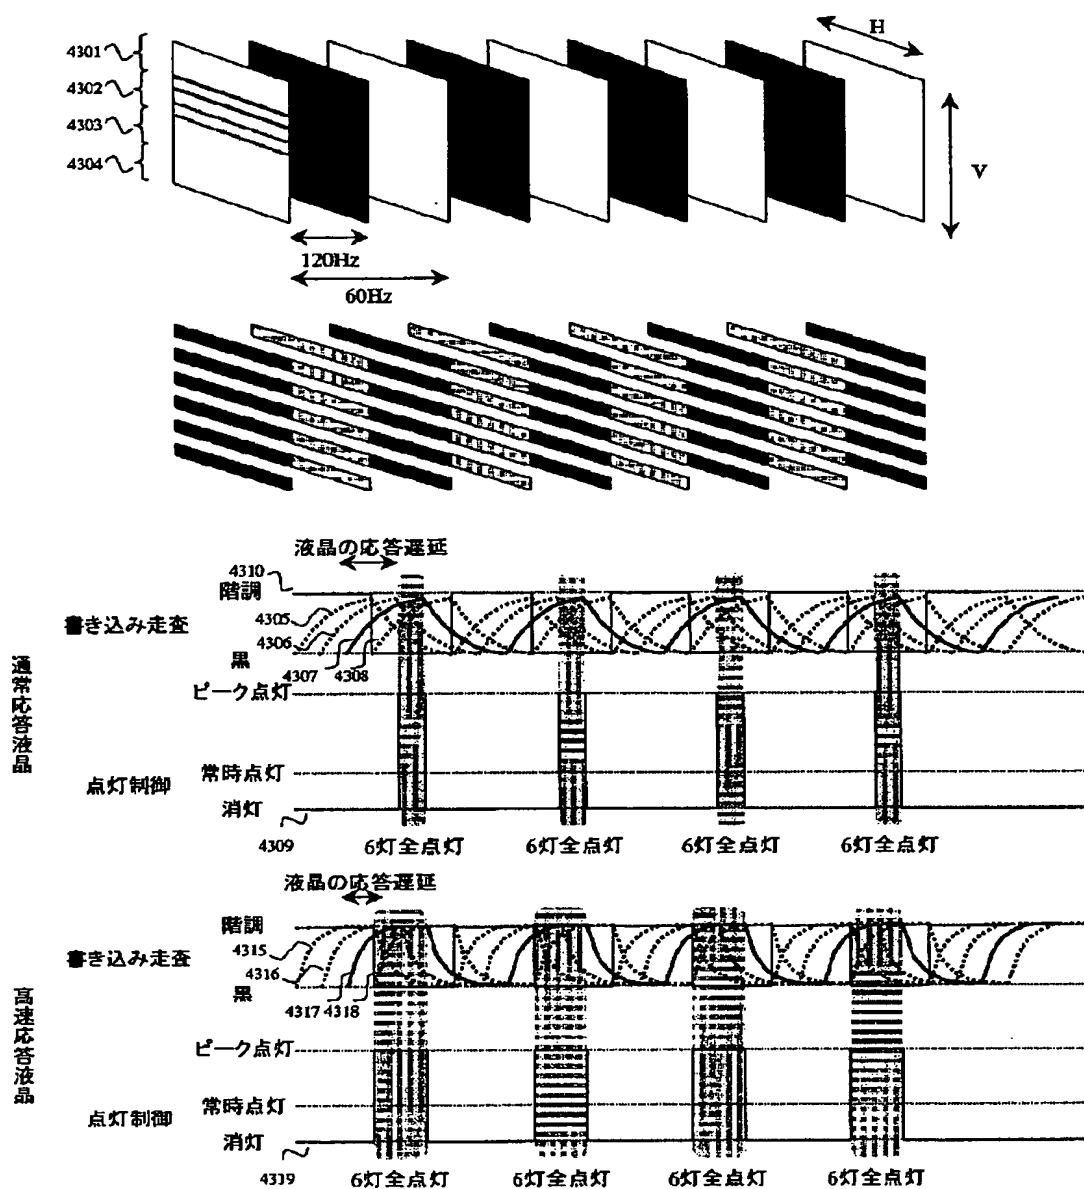 H
4301
4302
4303
4304
V
120Hz
60Hz
液晶の応答遅延
4310
階調
4305
書き込み走査
4306
黒
4307 4308
ピーク点灯
通常応答液晶
常時点灯
点灯制御
消灯
4309
6灯全点灯 6灯全点灯 6灯全点灯 6灯全点灯
液晶の応答遅延
階調
4315
書き込み走査
4316
黒
4317 4318
高速応答液晶
ピーク点灯
常時点灯
点灯制御
消灯
4319
6灯全点灯 6灯全点灯 6灯全点灯 6灯全点灯